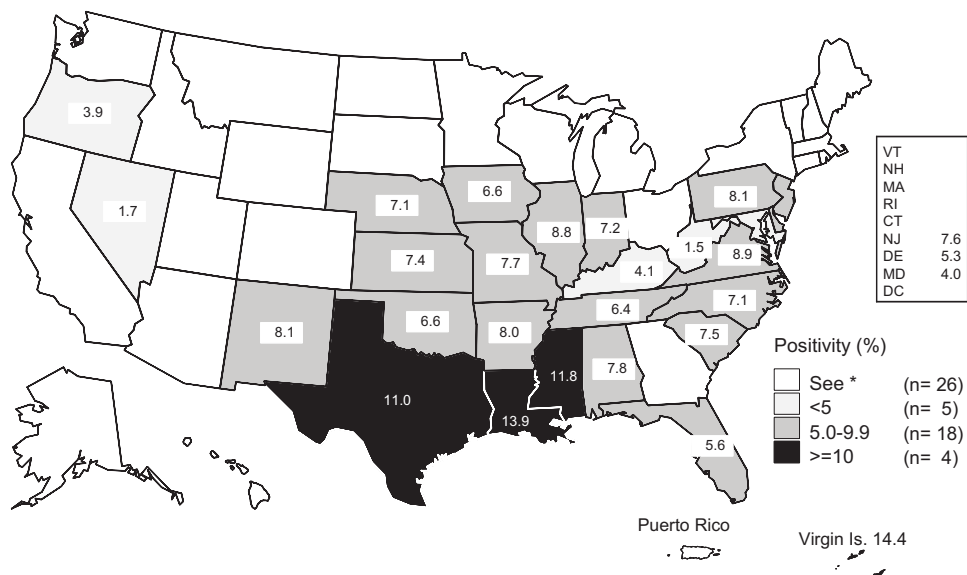 3.9
1.7
8.1
7.1
7.4
6.6
11.0
6.6
7.7
8.0
13.9
8.8
7.2
11.8
7.8
4.1
6.4
1.5
8.1
8.9
7.1
7.5
5.6
VT
NH
MA
RI
CT
NJ 7.6
DE 5.3
MD 4.0
DC
Positivity (%)
See * (n= 26)
<5 (n= 5)
5.0-9.9 (n= 18)
>=10 (n= 4)
Puerto Rico
Virgin Is. 14.4